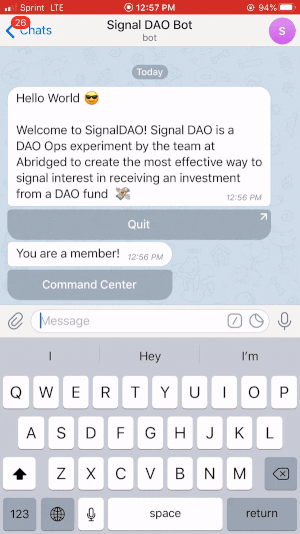 Sprint LTE 12:57 PM 94%
26
Chats
Signal DAO Bot
bot
S
Today
Hello World 😎
Welcome to SignalDAO! Signal DAO is a
DAO Ops experiment by the team at
Abridged to create the most effective way to
signal interest in receiving an investment
from a DAO fund 💸
12:56 PM
Quit
You are a member! 12:56 PM
Command Center
Message
I Hey I'm
Q W E R T Y U I O P
A S D F G H J K L
Z X C V B N M
123 space return